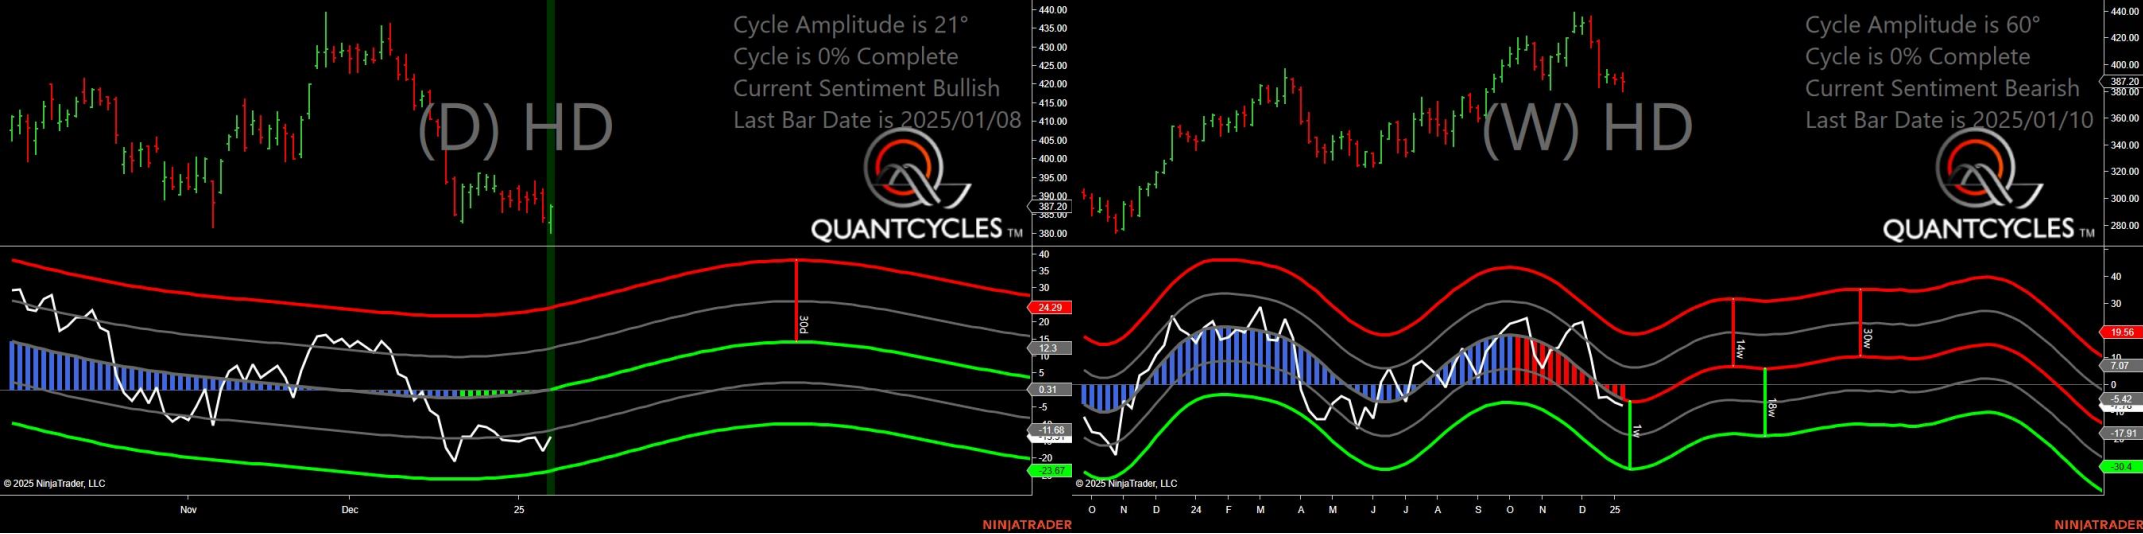 440.00
435.00
430.00
425.00
420.00
415.00
410.00
405.00
400.00
395.00
390.00
387.20
385.00
380.00
Cycle Amplitude is 21°
Cycle is 0% Complete
Current Sentiment Bullish
Last Bar Date is 2025/01/08
(D) HD
QUANTCYCLES TM
40
35
30
24.29
20
15
12.3
10
5
0.31
-5
-11.68
-20
-23.67
30d
© 2025 NinjaTrader, LLC
Nov
Dec
25
NINJATRADER
Cycle Amplitude is 60°
Cycle is 0% Complete
Current Sentiment Bearish
Last Bar Date is 2025/01/10
(W) HD
QUANTCYCLES TM
440.00
420.00
400.00
387.20
380.00
360.00
340.00
320.00
300.00
280.00
40
30
19.56
10
7.07
0
-5.42
-17.91
-30.4
14w
30w
18w
1w
© 2025 NinjaTrader, LLC
O N D 24 F M A M J J A S O N D 25
NINJATRADER